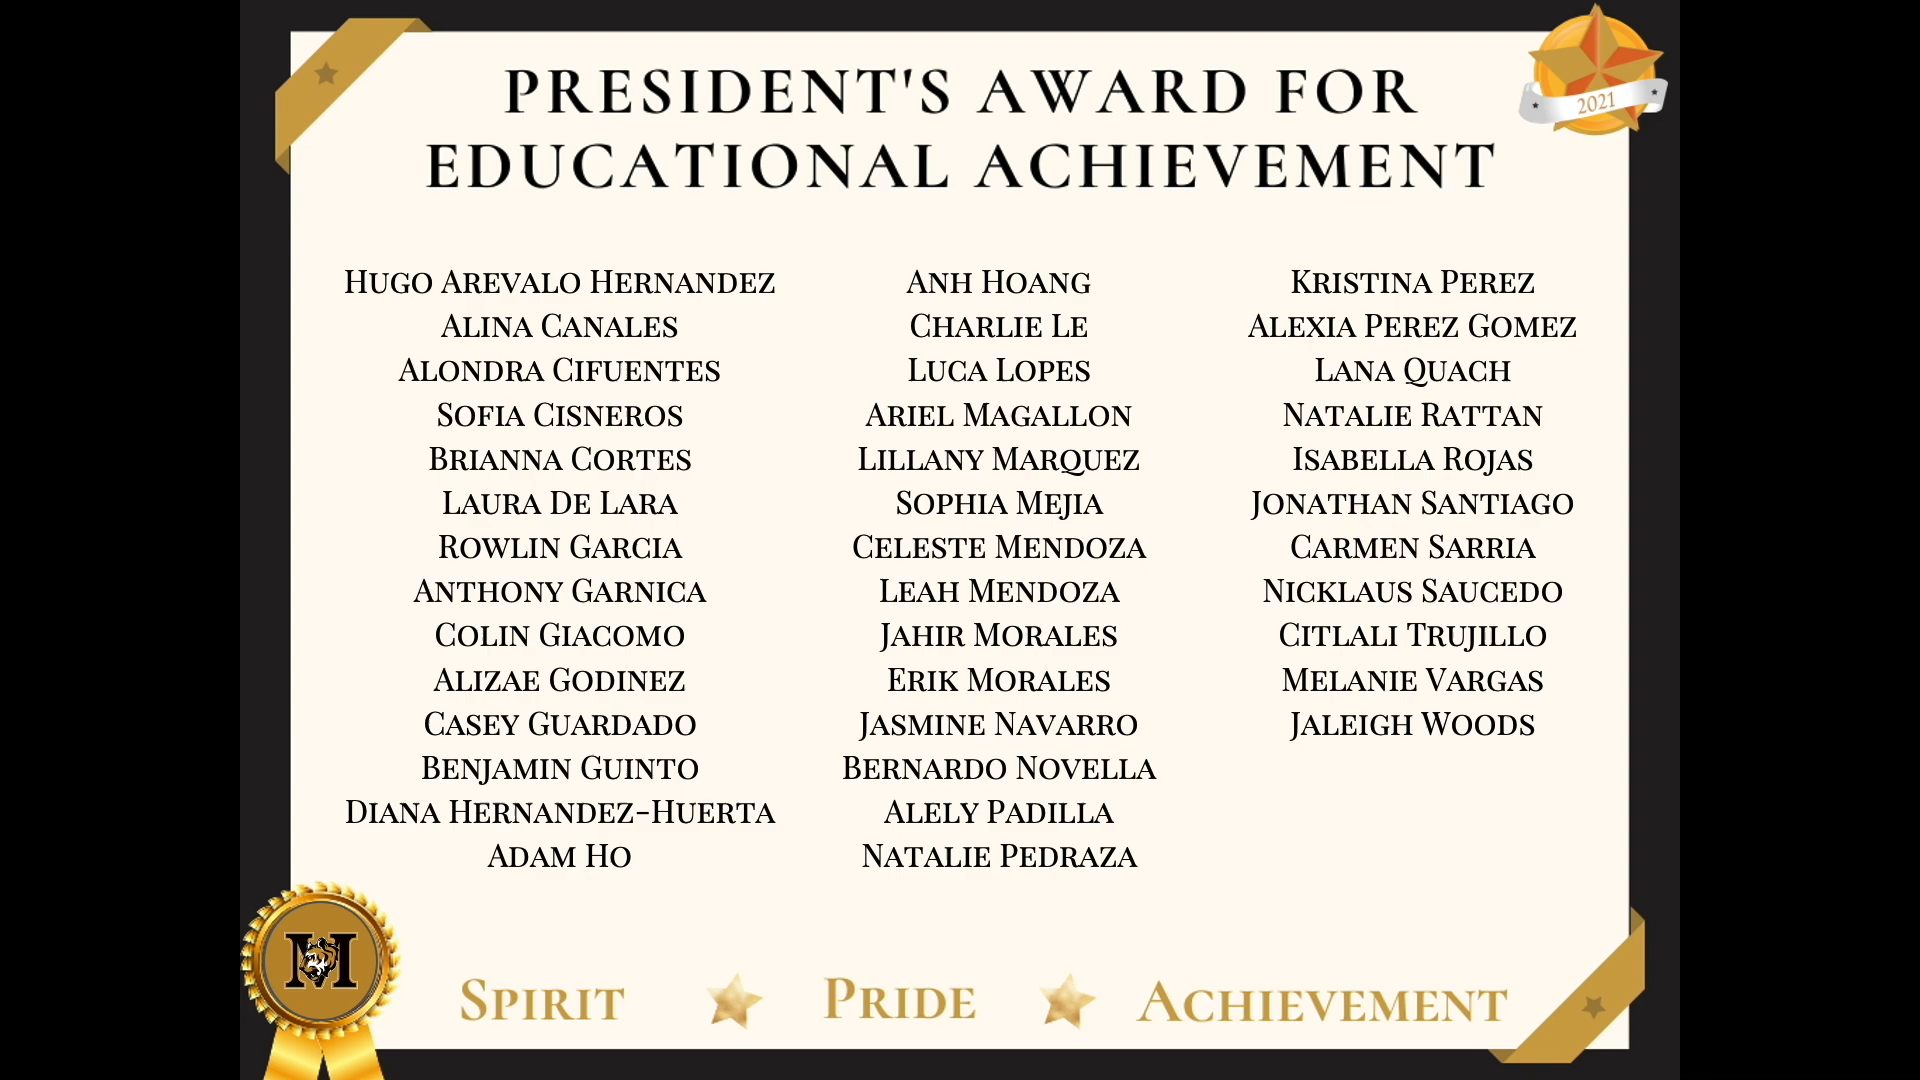 PRESIDENT'S AWARD FOR
EDUCATIONAL ACHIEVEMENT
2021
Hugo Arevalo Hernandez
Alina Canales
Alondra Cifuentes
Sofia Cisneros
Brianna Cortes
Laura De Lara
Rowlin Garcia
Anthony Garnica
Colin Giacomo
Alizae Godinez
Casey Guardado
Benjamin Guinto
Diana Hernandez-Huerta
Adam Ho
Anh Hoang
Charlie Le
Luca Lopes
Ariel Magallon
Lillany Marquez
Sophia Mejia
Celeste Mendoza
Leah Mendoza
Jahir Morales
Erik Morales
Jasmine Navarro
Bernardo Novella
Alely Padilla
Natalie Pedraza
Kristina Perez
Alexia Perez Gomez
Lana Quach
Natalie Rattan
Isabella Rojas
Jonathan Santiago
Carmen Sarria
Nicklaus Saucedo
Citlali Trujillo
Melanie Vargas
Jaleigh Woods
M
Spirit Pride Achievement